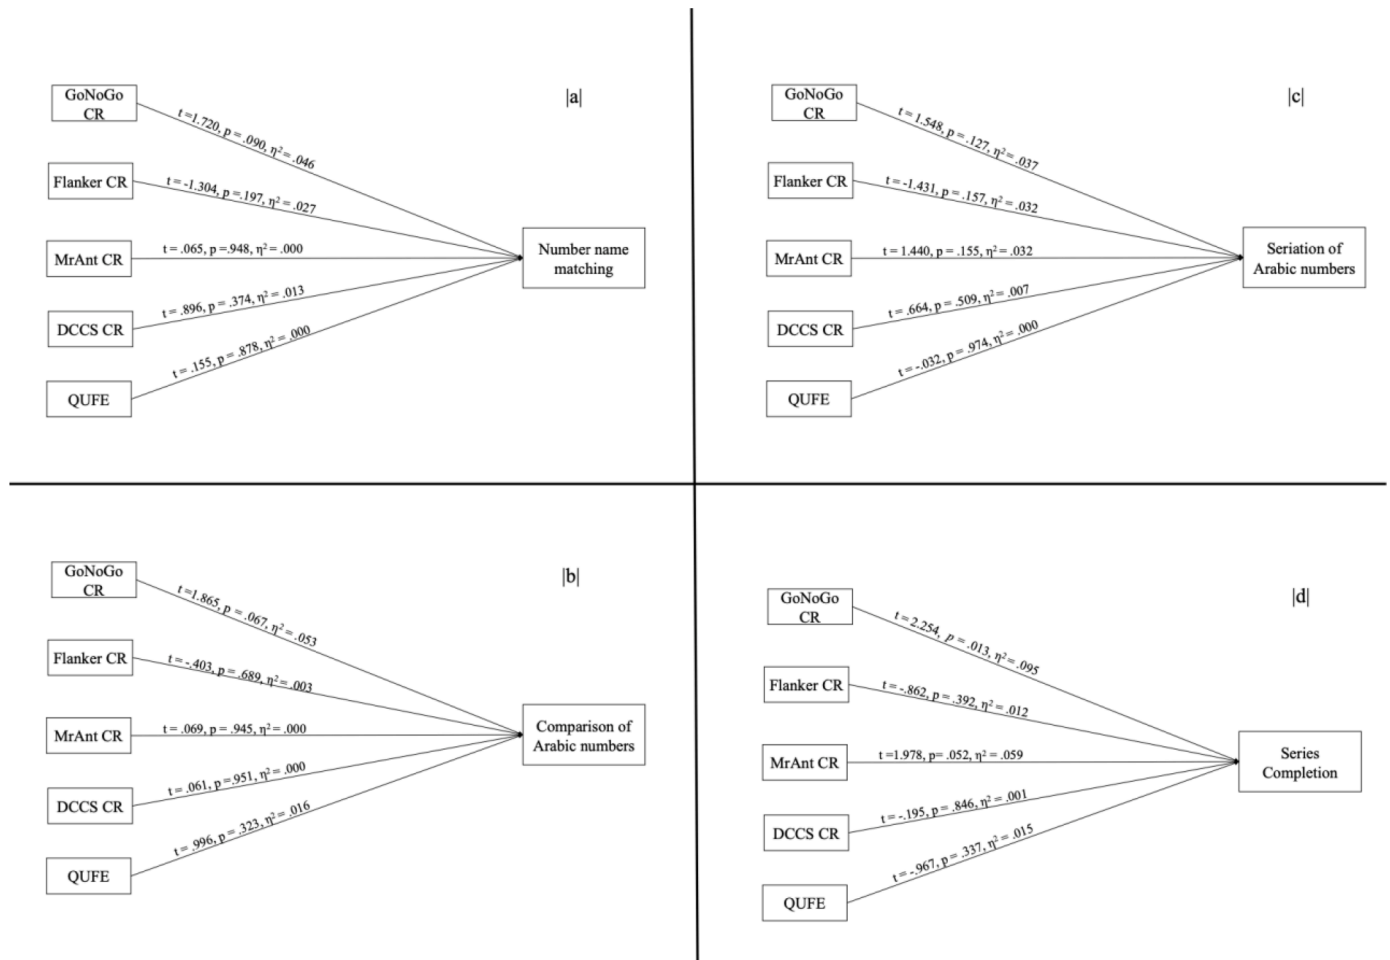 |a|
GoNoGo
CR
t =1.720, p = .090, η² = .046
Flanker CR
t = -1.304, p =.197, η² = .027
MrAnt CR
t = .065, p =.948, η² = .000
DCCS CR
t = .896, p = .374, η² = .013
QUFE
t = .155, p = .878, η² = .000
Number name
matching
|c|
GoNoGo
CR
t = 1.548, p = .127, η² = .037
Flanker CR
t = -1.431, p = .157, η² = .032
MrAnt CR
t = 1.440, p = .155, η² = .032
DCCS CR
t = .664, p = .509, η² = .007
QUFE
t = -.032, p = .974, η² = .000
Seriation of
Arabic numbers
|b|
GoNoGo
CR
t =1.865, p = .067, η² = .053
Flanker CR
t = -.403, p = .689, η² = .003
MrAnt CR
t = .069, p = .945, η² = .000
DCCS CR
t = .061, p =.951, η² = .000
QUFE
t = .996, p = .323, η² = .016
Comparison of
Arabic numbers
|d|
GoNoGo
CR
t = 2.254, p = .013, η² = .095
Flanker CR
t = -.862, p = .392, η² = .012
MrAnt CR
t =1.978, p= .052, η² = .059
DCCS CR
t = -.195, p = .846, η² = .001
QUFE
t = -.967, p = .337, η² = .015
Series
Completion